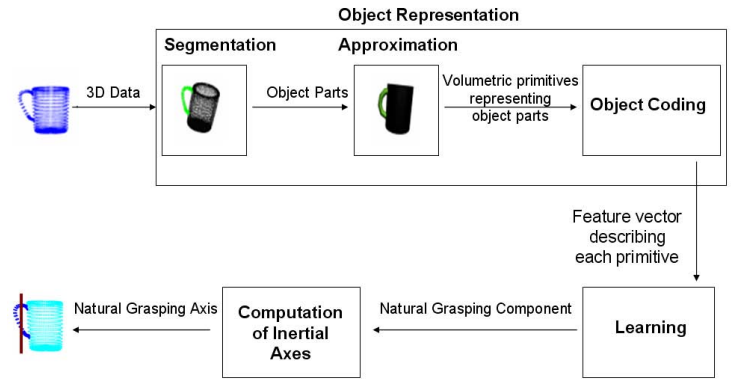 Object Representation
Segmentation
Approximation
3D Data
Object Parts
Volumetric primitives
representing
object parts
Object Coding
Feature vector
describing
each primitive
Natural Grasping Axis
Computation
of Inertial
Axes
Natural Grasping Component
Learning